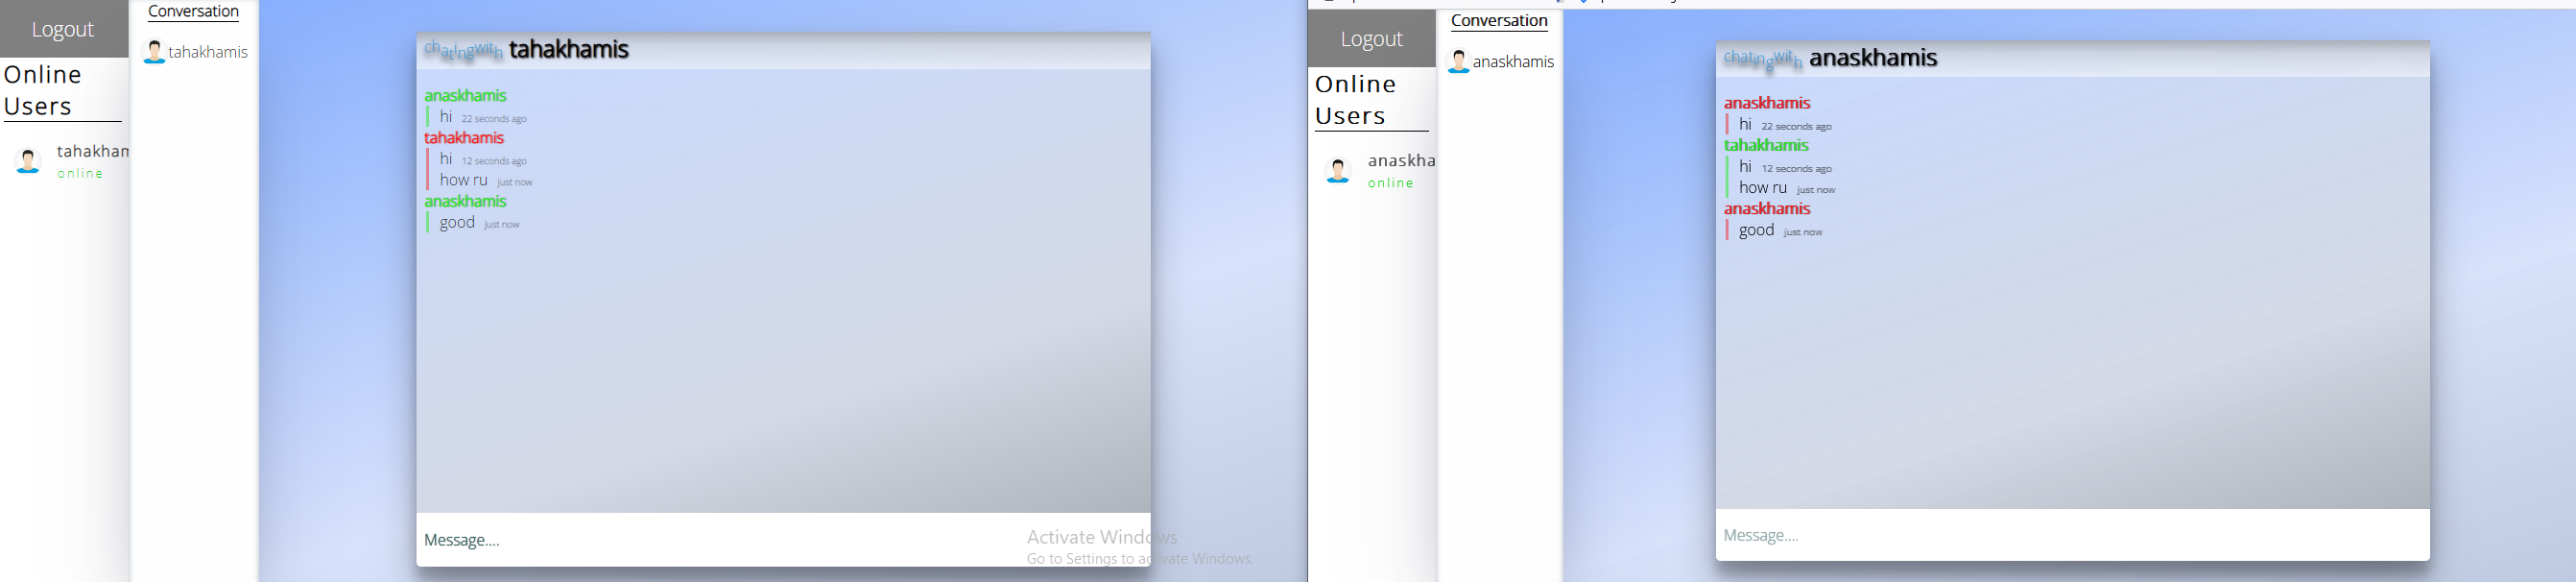 Logout
Online
Users
tahakham
online
Conversation
tahakhamis
chatingwith tahakhamis
anaskhamis
hi 22 seconds ago
tahakhamis
hi 12 seconds ago
how ru just now
anaskhamis
good just now
Message....
Activate Windows
Go to Settings to activate Windows.
Logout
Online
Users
anaskha
online
Conversation
anaskhamis
chatingwith anaskhamis
anaskhamis
hi 22 seconds ago
tahakhamis
hi 12 seconds ago
how ru just now
anaskhamis
good just now
Message....